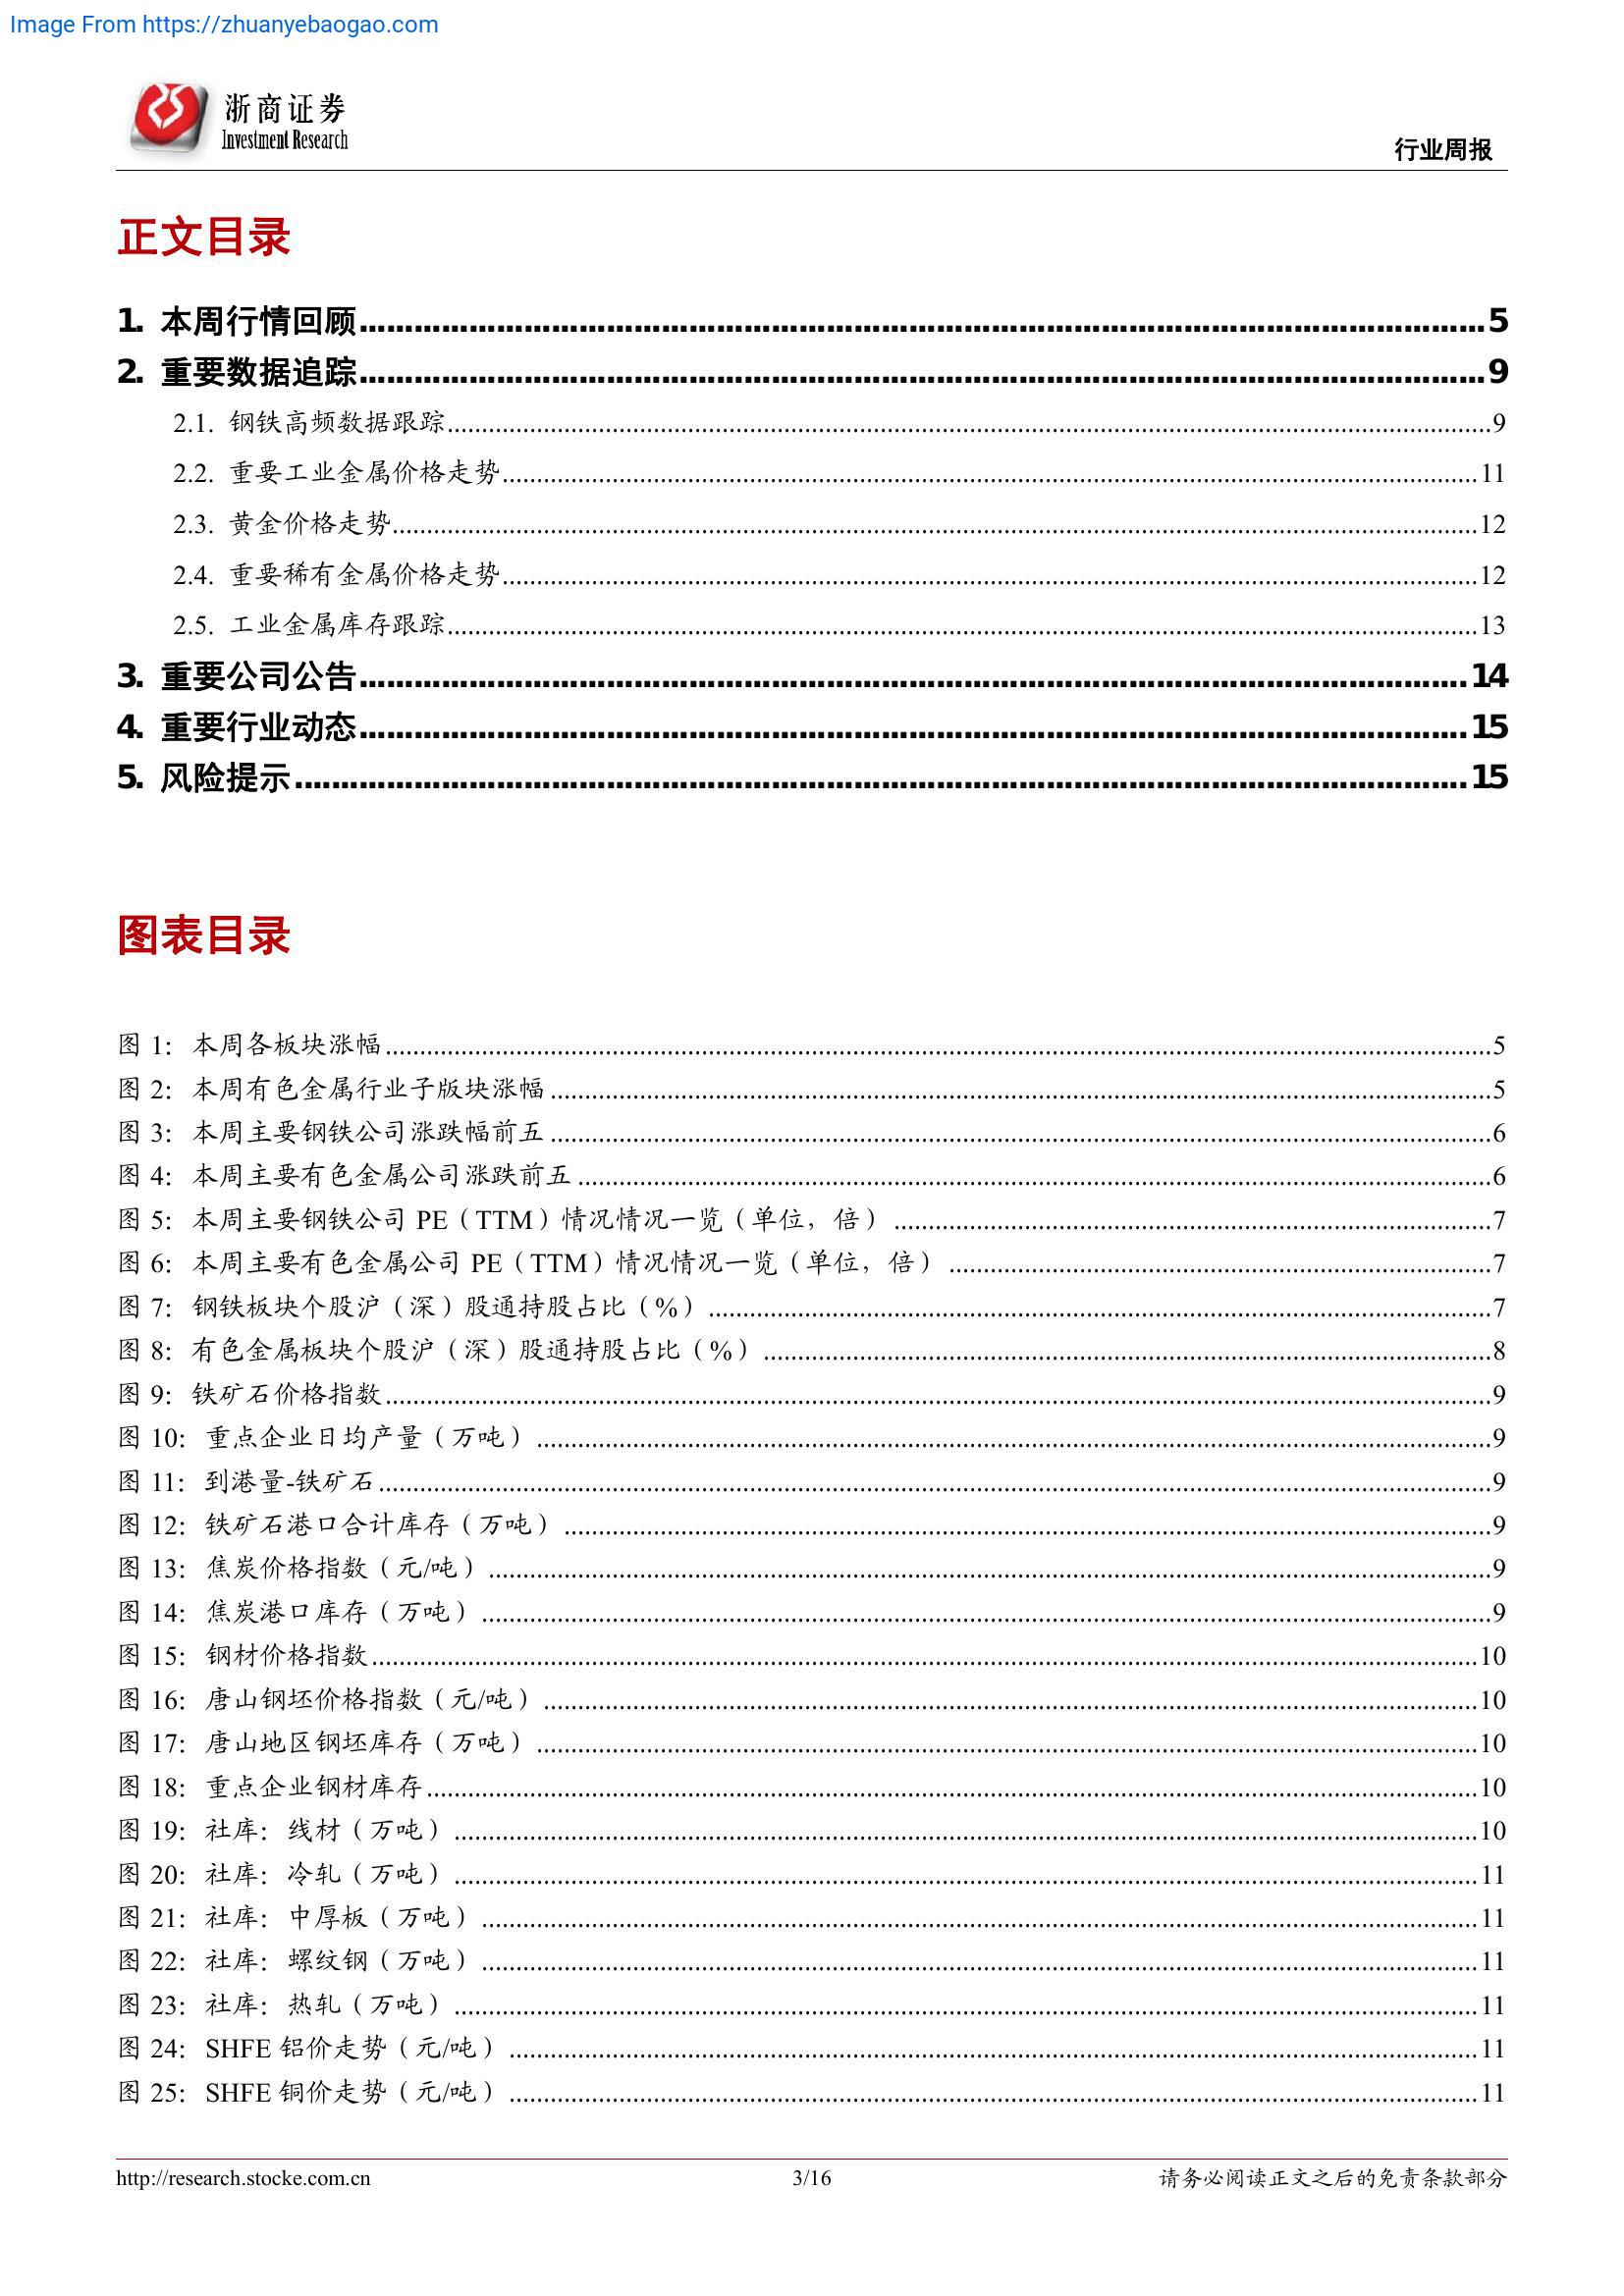 Image From https://zhuanyebaogao.com
浙商证券
Investment Research
行业周报
正文目录
1. 本周行情回顾 5
2. 重要数据追踪 9
2.1. 钢铁高频数据跟踪 9
2.2. 重要工业金属价格走势 11
2.3. 黄金价格走势 12
2.4. 重要稀有金属价格走势 12
2.5. 工业金属库存跟踪 13
3. 重要公司公告 14
4. 重要行业动态 15
5. 风险提示 15
图表目录
图 1：本周各板块涨幅 5
图 2：本周有色金属行业子版块涨幅 5
图 3：本周主要钢铁公司涨跌幅前五 6
图 4：本周主要有色金属公司涨跌前五 6
图 5：本周主要钢铁公司 PE（TTM）情况情况一览（单位，倍） 7
图 6：本周主要有色金属公司 PE（TTM）情况情况一览（单位，倍） 7
图 7：钢铁板块个股沪（深）股通持股占比（%） 7
图 8：有色金属板块个股沪（深）股通持股占比（%） 8
图 9：铁矿石价格指数 9
图 10：重点企业日均产量（万吨） 9
图 11：到港量-铁矿石 9
图 12：铁矿石港口合计库存（万吨） 9
图 13：焦炭价格指数（元/吨） 9
图 14：焦炭港口库存（万吨） 9
图 15：钢材价格指数 10
图 16：唐山钢坯价格指数（元/吨） 10
图 17：唐山地区钢坯库存（万吨） 10
图 18：重点企业钢材库存 10
图 19：社库：线材（万吨） 10
图 20：社库：冷轧（万吨） 11
图 21：社库：中厚板（万吨） 11
图 22：社库：螺纹钢（万吨） 11
图 23：社库：热轧（万吨） 11
图 24：SHFE 铝价走势（元/吨） 11
图 25：SHFE 铜价走势（元/吨） 11
http://research.stocke.com.cn 3/16 请务必阅读正文之后的免责条款部分